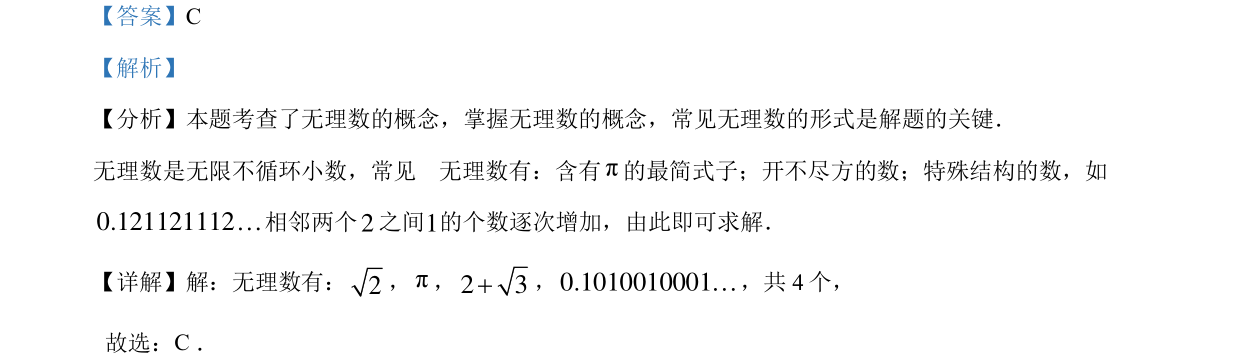 【答案】C
【解析】
【分析】本题考查了无理数的概念，掌握无理数的概念，常见无理数的形式是解题的关键．
无理数是无限不循环小数，常见　无理数有：含有π的最简式子；开不尽方的数；特殊结构的数，如
0.121121112…相邻两个2之间1的个数逐次增加，由此即可求解．
【详解】解：无理数有：√2，π，2+√3，0.1010010001…，共4个，
故选：C．